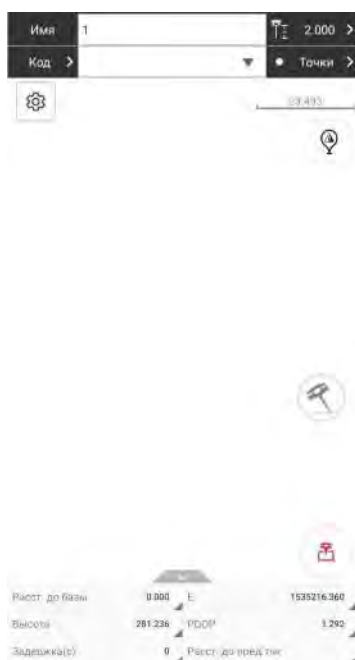 Имя 1 2.000
Код Точки
23.493
Расст. до базы 0.000 E 1535216.360
Высота 281.236 PDOP 1.292
Задержка(с) 0 Расст. до пред. тчк